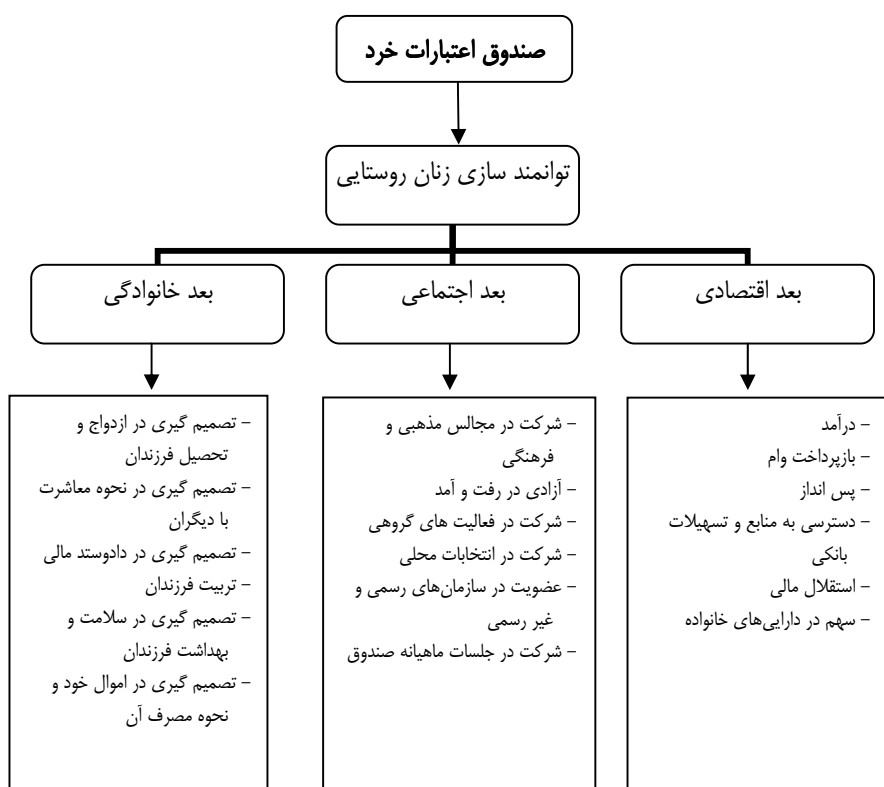 صندوق اعتبارات خرد
توانمند سازی زنان روستایی
بعد اقتصادی
بعد اجتماعی
بعد خانوادگی
- درآمد
- بازپرداخت وام
- پس انداز
- دسترسی به منابع و تسهیلات
بانکی
- استقلال مالی
- سهم در دارایی‌های خانواده
- شرکت در مجالس مذهبی و
فرهنگی
- آزادی در رفت و آمد
- شرکت در فعالیت های گروهی
- شرکت در انتخابات محلی
- عضویت در سازمان‌های رسمی و
غیر رسمی
- شرکت در جلسات ماهیانه صندوق
- تصمیم گیری در ازدواج و
تحصیل فرزندان
- تصمیم گیری در نحوه معاشرت
با دیگران
- تصمیم گیری در دادوستد مالی
- تربیت فرزندان
- تصمیم گیری در سلامت و
بهداشت فرزندان
- تصمیم گیری در اموال خود و
نحوه مصرف آن